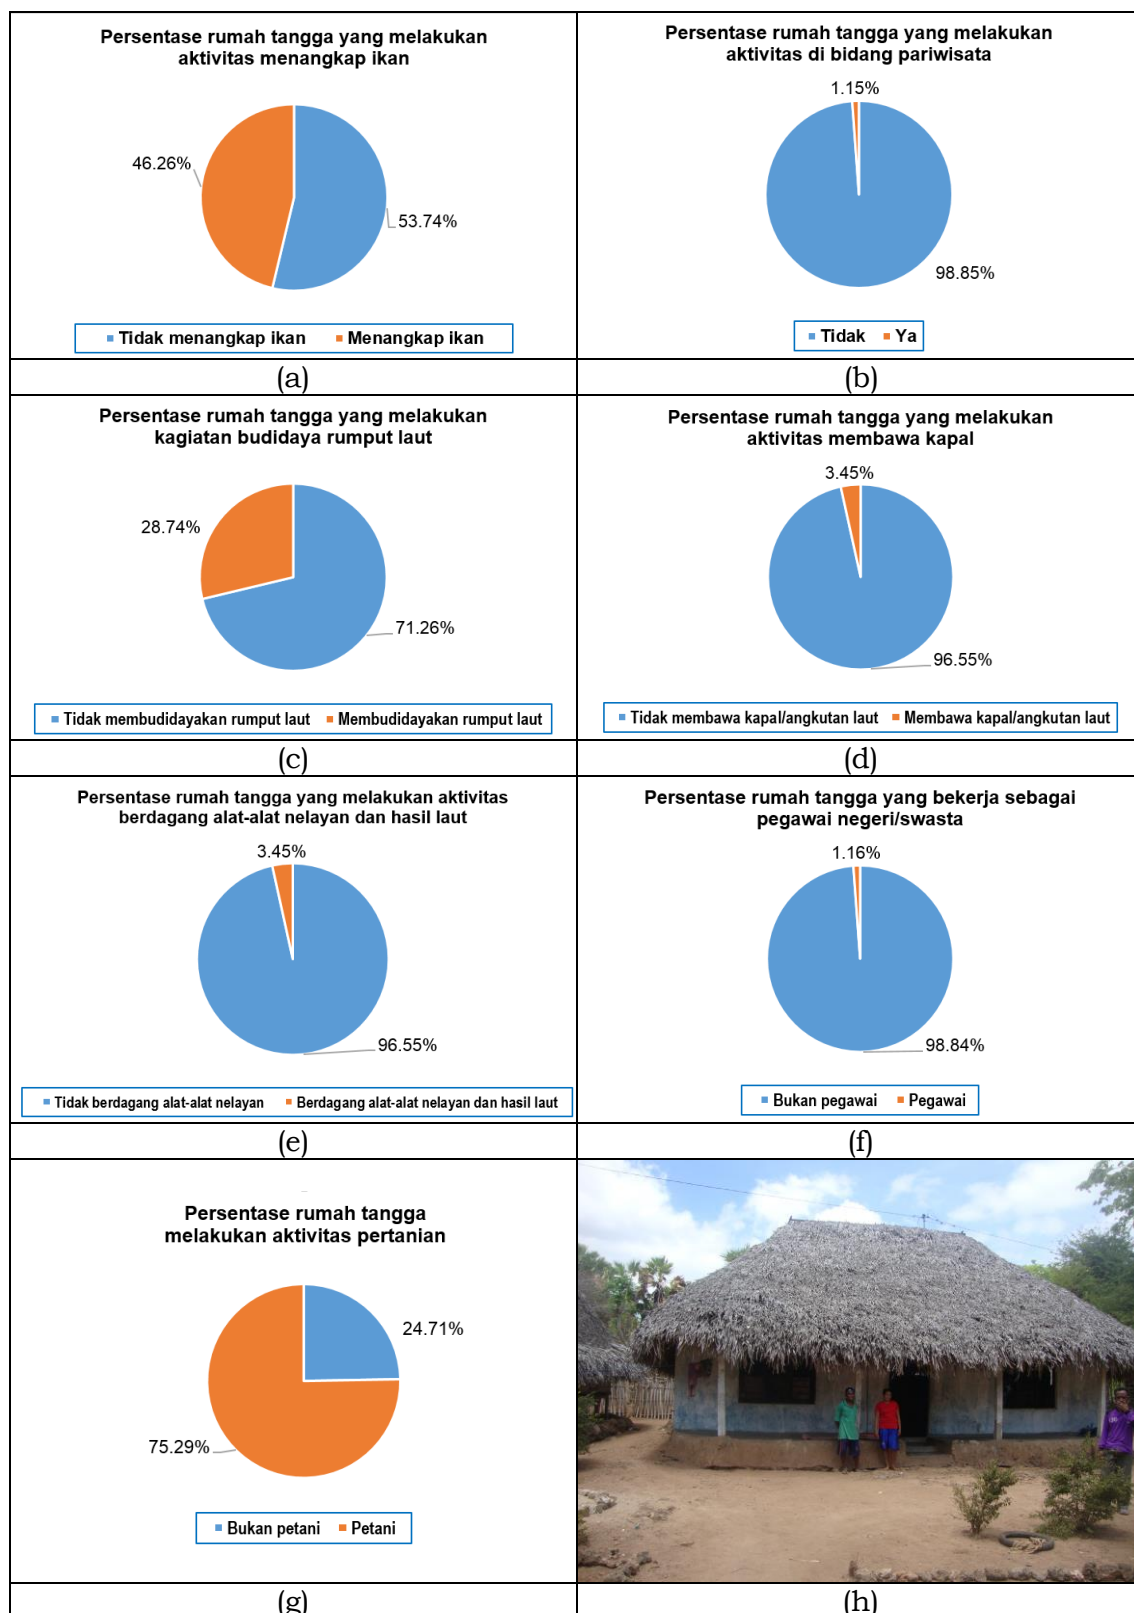 Persentase rumah tangga yang melakukan
aktivitas menangkap ikan
46.26%
53.74%
Tidak menangkap ikan Menangkap ikan
(a)
Persentase rumah tangga yang melakukan
aktivitas di bidang pariwisata
1.15%
98.85%
Tidak Ya
(b)
Persentase rumah tangga yang melakukan
kagiatan budidaya rumput laut
28.74%
71.26%
Tidak membudidayakan rumput laut Membudidayakan rumput laut
(c)
Persentase rumah tangga yang melakukan
aktivitas membawa kapal
3.45%
96.55%
Tidak membawa kapal/angkutan laut Membawa kapal/angkutan laut
(d)
Persentase rumah tangga yang melakukan aktivitas
berdagang alat-alat nelayan dan hasil laut
3.45%
96.55%
Tidak berdagang alat-alat nelayan Berdagang alat-alat nelayan dan hasil laut
(e)
Persentase rumah tangga yang bekerja sebagai
pegawai negeri/swasta
1.16%
98.84%
Bukan pegawai Pegawai
(f)
Persentase rumah tangga
melakukan aktivitas pertanian
24.71%
75.29%
Bukan petani Petani
(g)
(h)